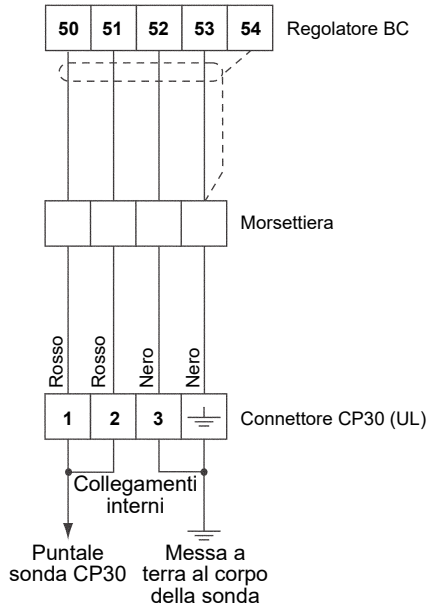 50 51 52 53 54 Regolatore BC
Morsettiera
Rosso Rosso Nero Nero
1 2 3 Connettore CP30 (UL)
Collegamenti
interni
Puntale
sonda CP30
Messa a
terra al corpo
della sonda